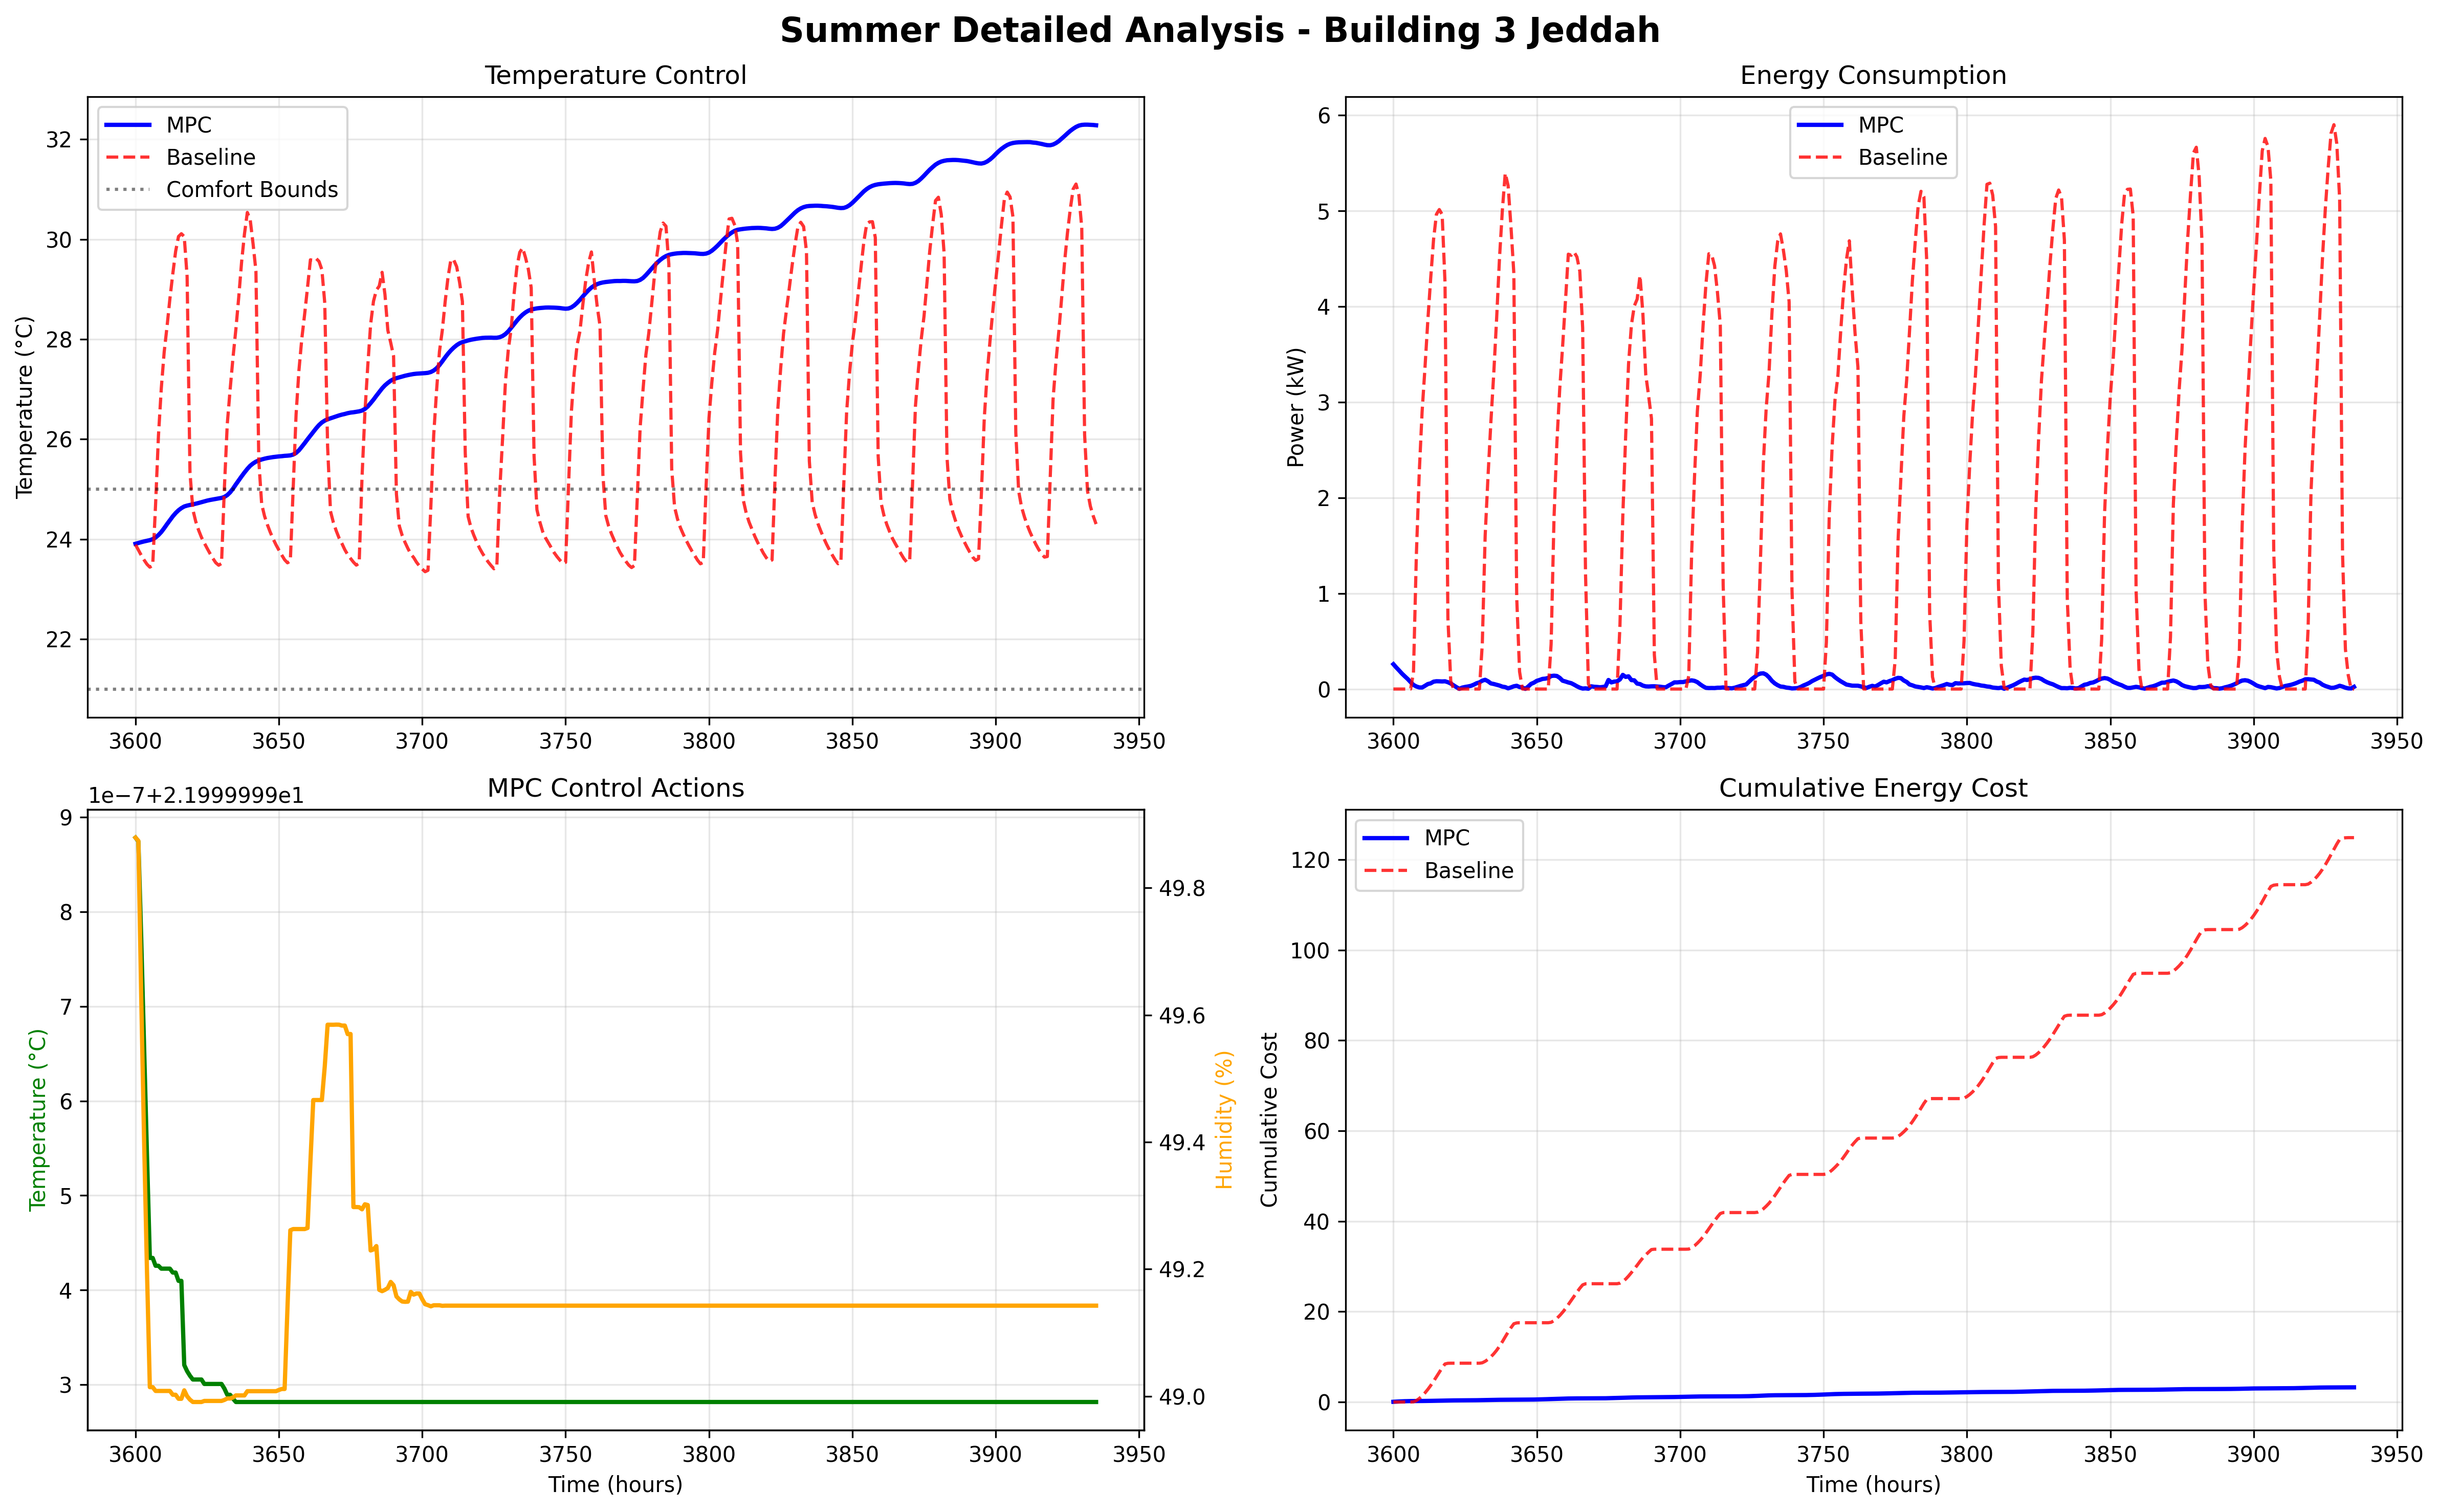 Summer Detailed Analysis - Building 3 Jeddah
Temperature Control
Temperature (°C)
32
30
28
26
24
22
MPC
Baseline
Comfort Bounds
3600 3650 3700 3750 3800 3850 3900 3950
Energy Consumption
Power (kW)
6
5
4
3
2
1
0
MPC
Baseline
3600 3650 3700 3750 3800 3850 3900 3950
MPC Control Actions
1e−7+2.1999999e1
Temperature (°C)
9
8
7
6
5
4
3
49.8
49.6
49.4
49.2
49.0
Humidity (%)
3600 3650 3700 3750 3800 3850 3900 3950
Time (hours)
Cumulative Energy Cost
Cumulative Cost
120
100
80
60
40
20
0
MPC
Baseline
3600 3650 3700 3750 3800 3850 3900 3950
Time (hours)